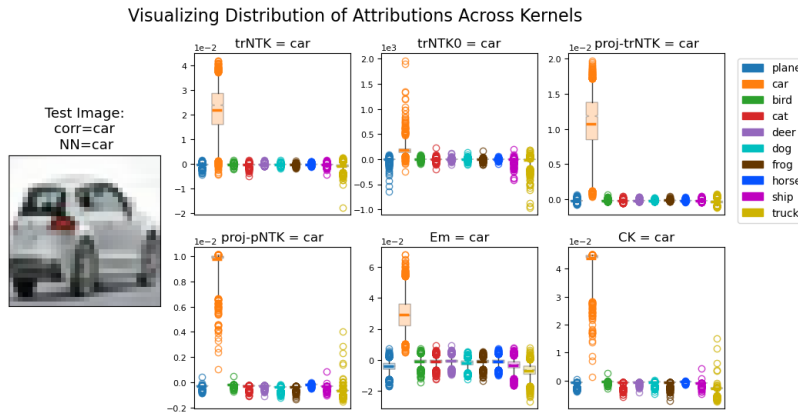 Visualizing Distribution of Attributions Across Kernels
Test Image:
corr=car
NN=car
trNTK = car
1e−2
4
3
2
1
0
−1
−2
trNTK0 = car
1e3
2.0
1.5
1.0
0.5
0.0
−0.5
−1.0
proj-trNTK = car
1e−2
2.0
1.5
1.0
0.5
0.0
plane
car
bird
cat
deer
dog
frog
horse
ship
truck
proj-pNTK = car
1e−2
1.0
0.8
0.6
0.4
0.2
0.0
−0.2
Em = car
1e−2
6
4
2
0
−2
CK = car
1e−2
4
3
2
1
0